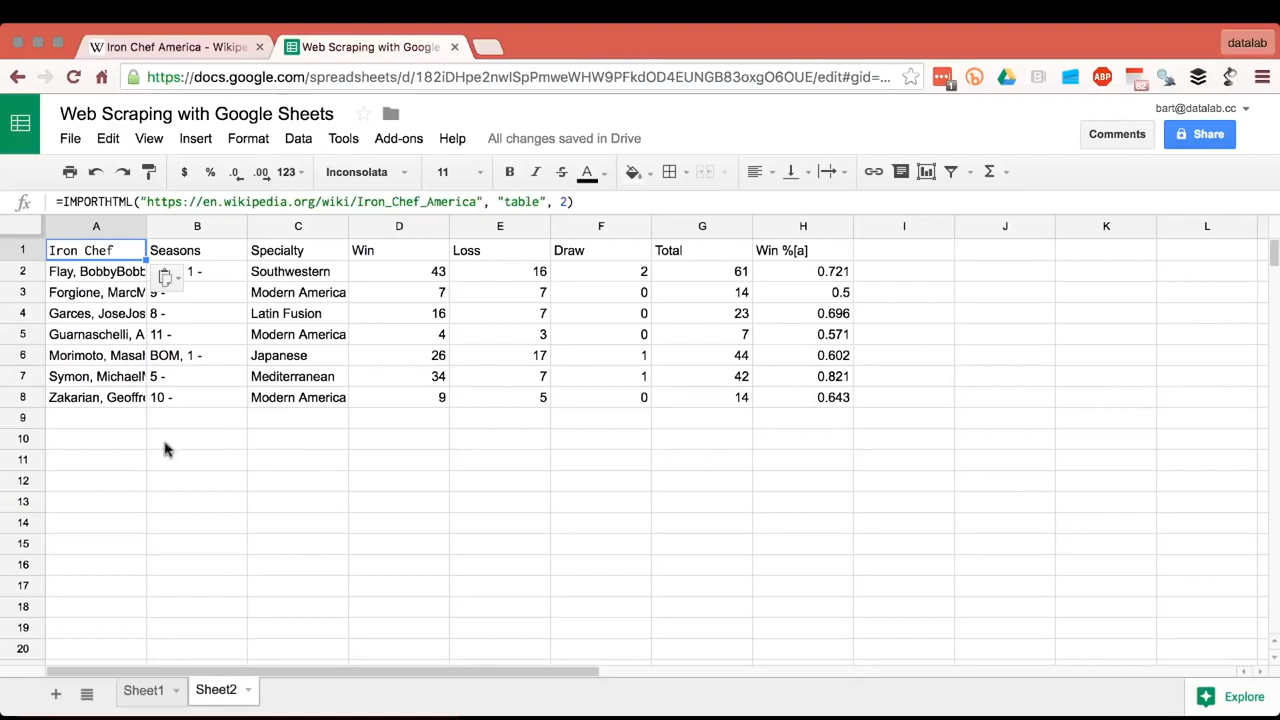 Iron Chef America - Wikipe
Web Scraping with Google
datalab
https://docs.google.com/spreadsheets/d/182iDHpe2nwlSpPmweWHW9PFkdOD4EUNGB83oxgO6OUE/edit#gid=...
1
ABP
82
Web Scraping with Google Sheets
bart@datalab.cc
File Edit View Insert Format Data Tools Add-ons Help All changes saved in Drive
Comments
Share
$ % .0 .00 123 Inconsolata 11 B I S A
fx =IMPORTHTML("https://en.wikipedia.org/wiki/Iron_Chef_America", "table", 2)
A B C D E F G H I J K L
1 Iron Chef Seasons Specialty Win Loss Draw Total Win %[a]
2 Flay, BobbyBobb 1 - Southwestern 43 16 2 61 0.721
3 Forgione, MarcM 9 - Modern America 7 7 0 14 0.5
4 Garces, JoseJos 8 - Latin Fusion 16 7 0 23 0.696
5 Guarnaschelli, A 11 - Modern America 4 3 0 7 0.571
6 Morimoto, Masah BOM, 1 - Japanese 26 17 1 44 0.602
7 Symon, Michael 5 - Mediterranean 34 7 1 42 0.821
8 Zakarian, Geoffre 10 - Modern America 9 5 0 14 0.643
9
10
11
12
13
14
15
16
17
18
19
20
Sheet1
Sheet2
Explore